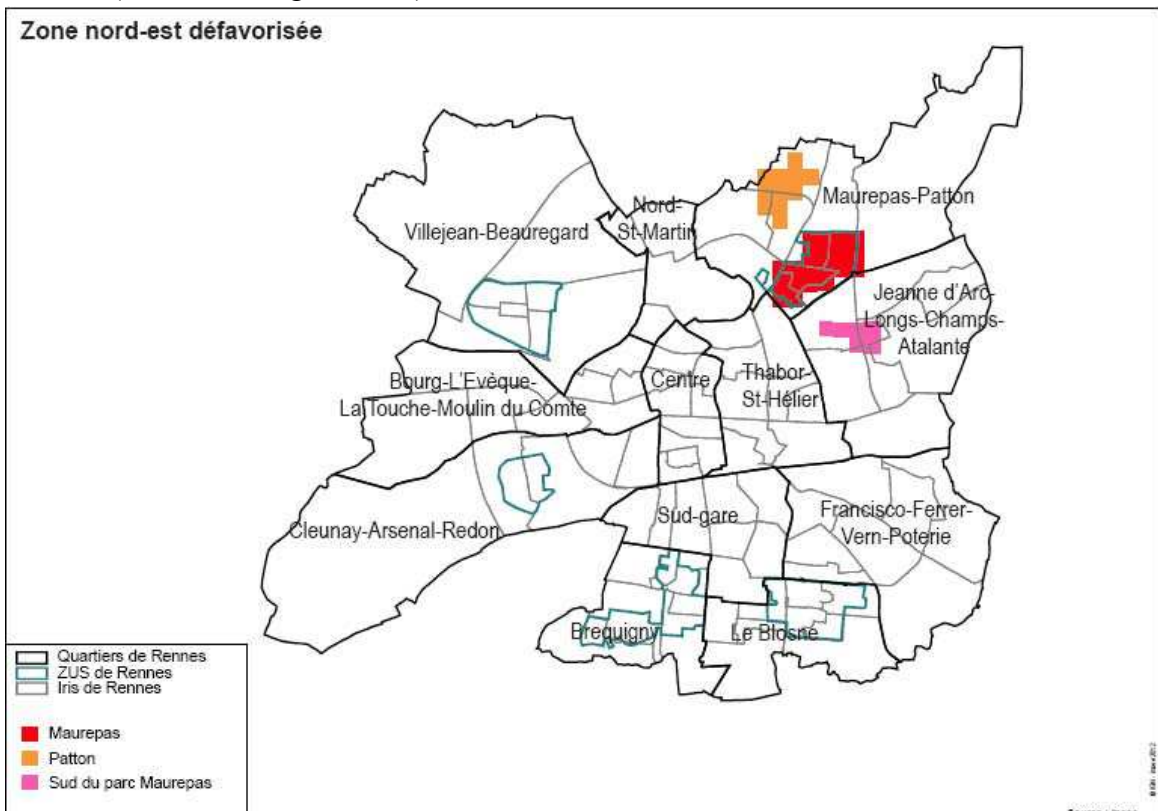 Zone nord-est défavorisée
Maurepas-Patton
Nord-
St-Martin
Villejean-Beauregard
Jeanne d'Arc-
Longs-Champs-
Atalante
Bourg-L'Evèque-
La Touche-Moulin du Comte
Centre
Thabor-
St-Hélier
Cleunay-Arsenal-Redon
Sud-gare
Francisco-Ferrer-
Vern-Poterie
Brequigny
Le Blosne
Quartiers de Rennes
ZUS de Rennes
Iris de Rennes
Maurepas
Patton
Sud du parc Maurepas